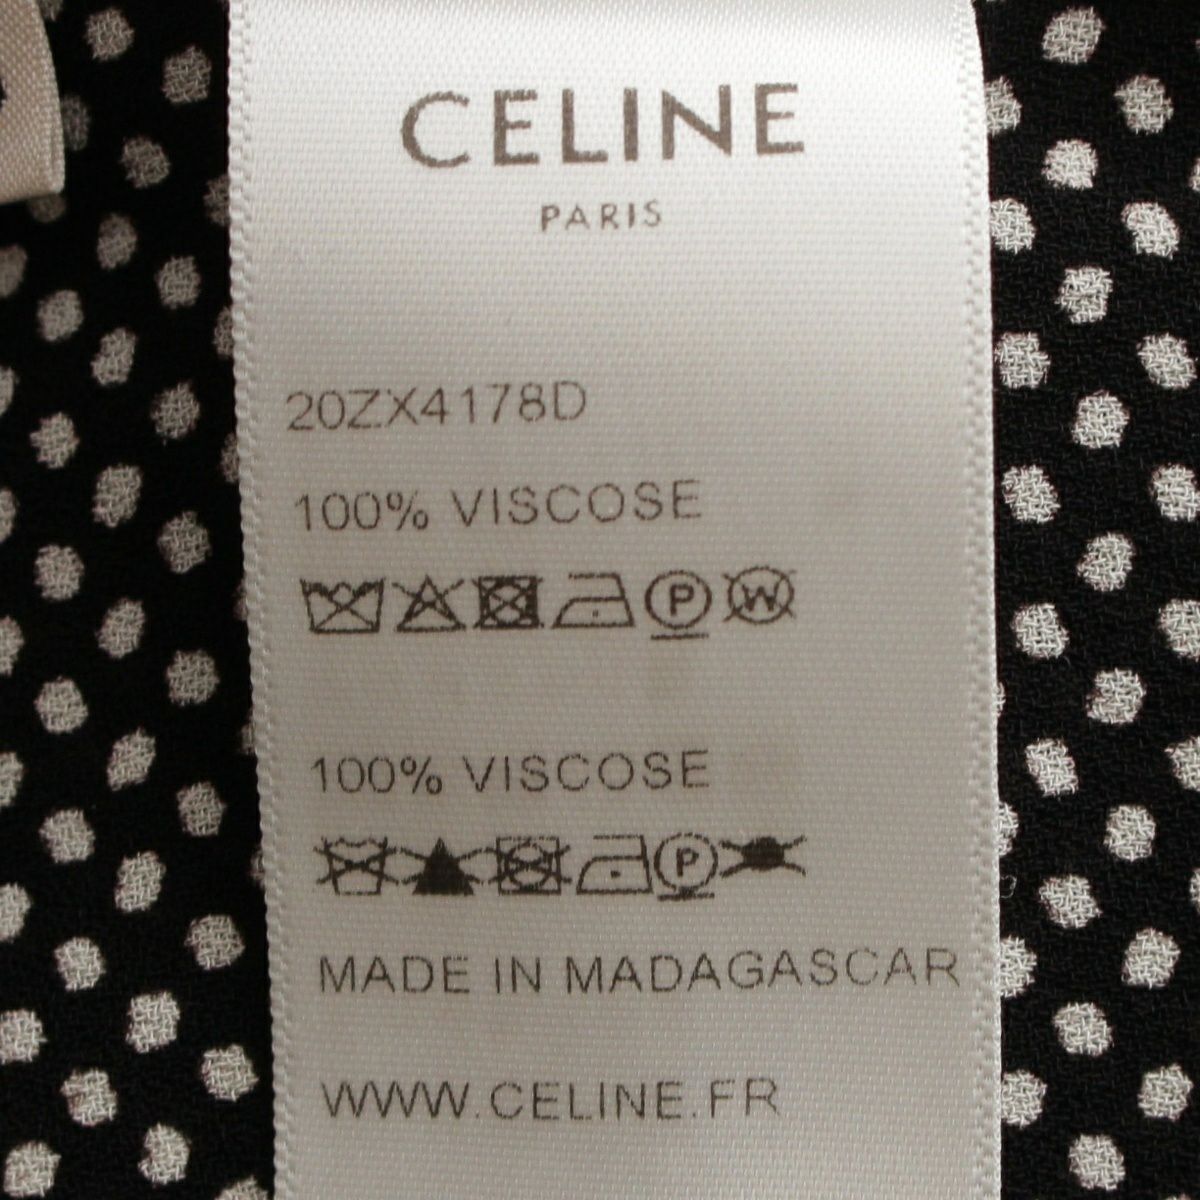 CELINE
PARIS
20ZX4178D
100% VISCOSE
P W
100% VISCOSE
P
MADE IN MADAGASCAR
WWW.CELINE.FR